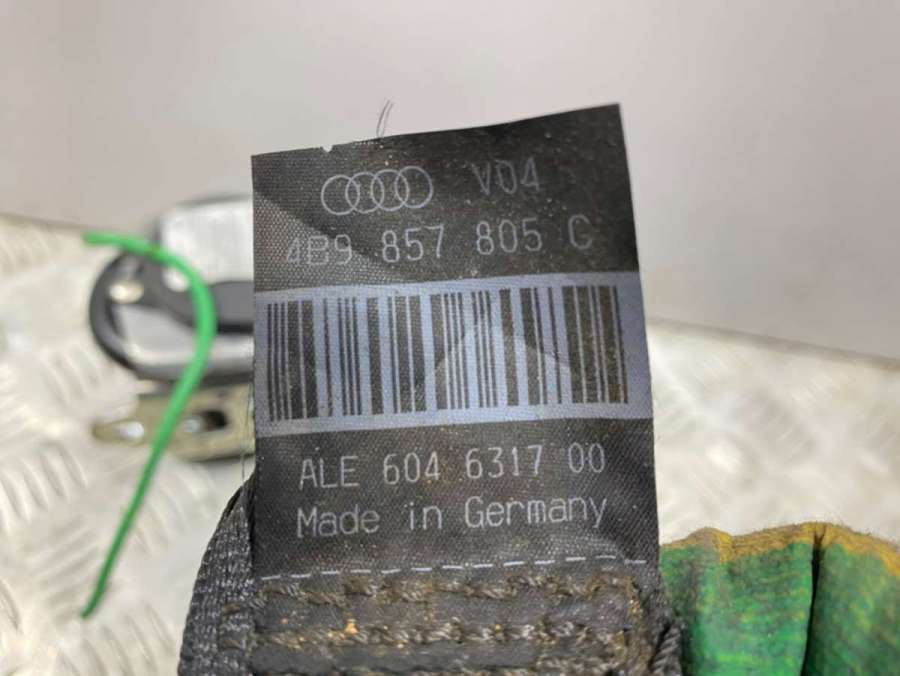 V04
4B9 857 805 C
ALE 604 6317 00
Made in Germany